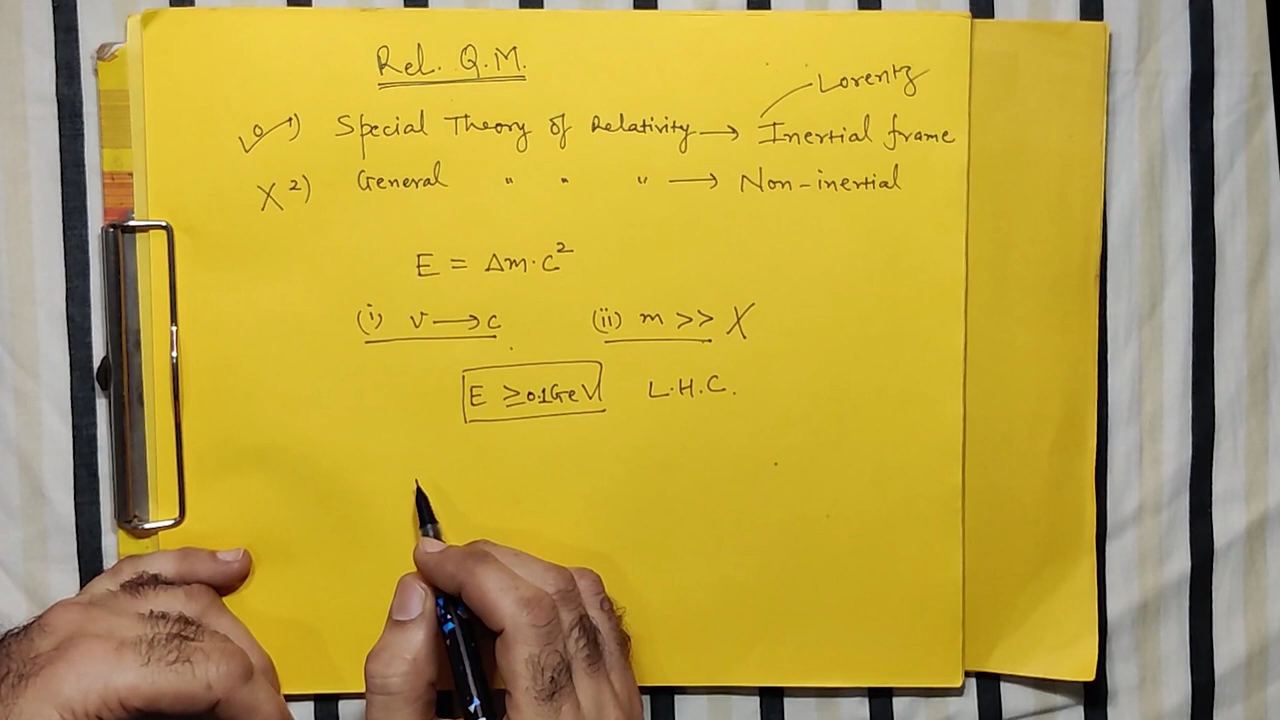 Rel. Q.M.
Lorentz
✓ 1) Special Theory of Relativity → Inertial frame
X 2) General " " " → Non-inertial
E = Δm·c²
(i) v → c (ii) m >> X
E ≥ 0.1GeV L.H.C.